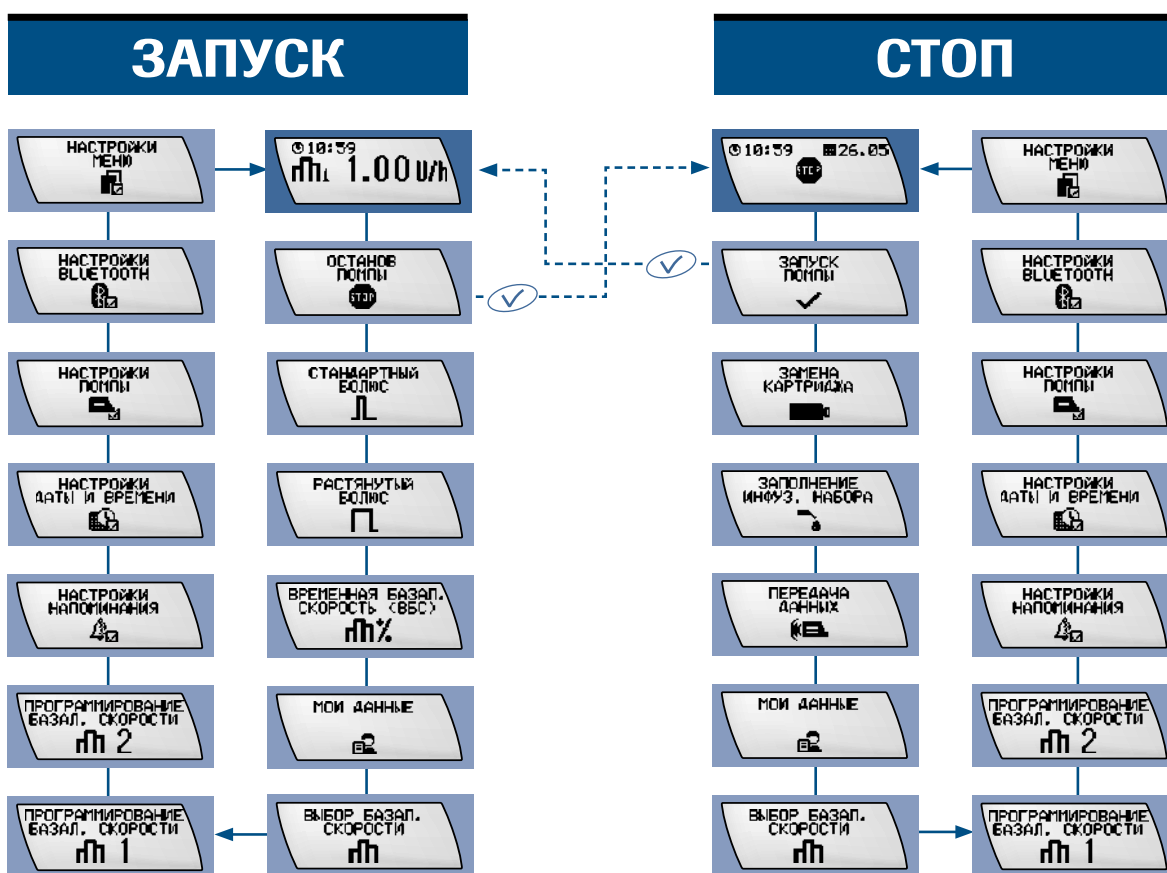 ЗАПУСК
СТОП
НАСТРОЙКИ
МЕНЮ
10:59
1.00 U/h
10:59 26.05
STOP
НАСТРОЙКИ
МЕНЮ
НАСТРОЙКИ
BLUETOOTH
ОСТАНОВ
ПОМПЫ
STOP
ЗАПУСК
ПОМПЫ
НАСТРОЙКИ
BLUETOOTH
НАСТРОЙКИ
ПОМПЫ
СТАНДАРТНЫЙ
БОЛЮС
ЗАМЕНА
КАРТРИДЖА
НАСТРОЙКИ
ПОМПЫ
НАСТРОЙКИ
ДАТЫ И ВРЕМЕНИ
РАСТЯНУТЫЙ
БОЛЮС
ЗАПОЛНЕНИЕ
ИНФУЗ. НАБОРА
НАСТРОЙКИ
ДАТЫ И ВРЕМЕНИ
НАСТРОЙКИ
НАПОМИНАНИЯ
ВРЕМЕННАЯ БАЗАЛ.
СКОРОСТЬ (ВБС)
%
ПЕРЕДАЧА
ДАННЫХ
НАСТРОЙКИ
НАПОМИНАНИЯ
ПРОГРАММИРОВАНИЕ
БАЗАЛ. СКОРОСТИ
2
МОИ ДАННЫЕ
МОИ ДАННЫЕ
ПРОГРАММИРОВАНИЕ
БАЗАЛ. СКОРОСТИ
2
ПРОГРАММИРОВАНИЕ
БАЗАЛ. СКОРОСТИ
1
ВЫБОР БАЗАЛ.
СКОРОСТИ
ВЫБОР БАЗАЛ.
СКОРОСТИ
ПРОГРАММИРОВАНИЕ
БАЗАЛ. СКОРОСТИ
1